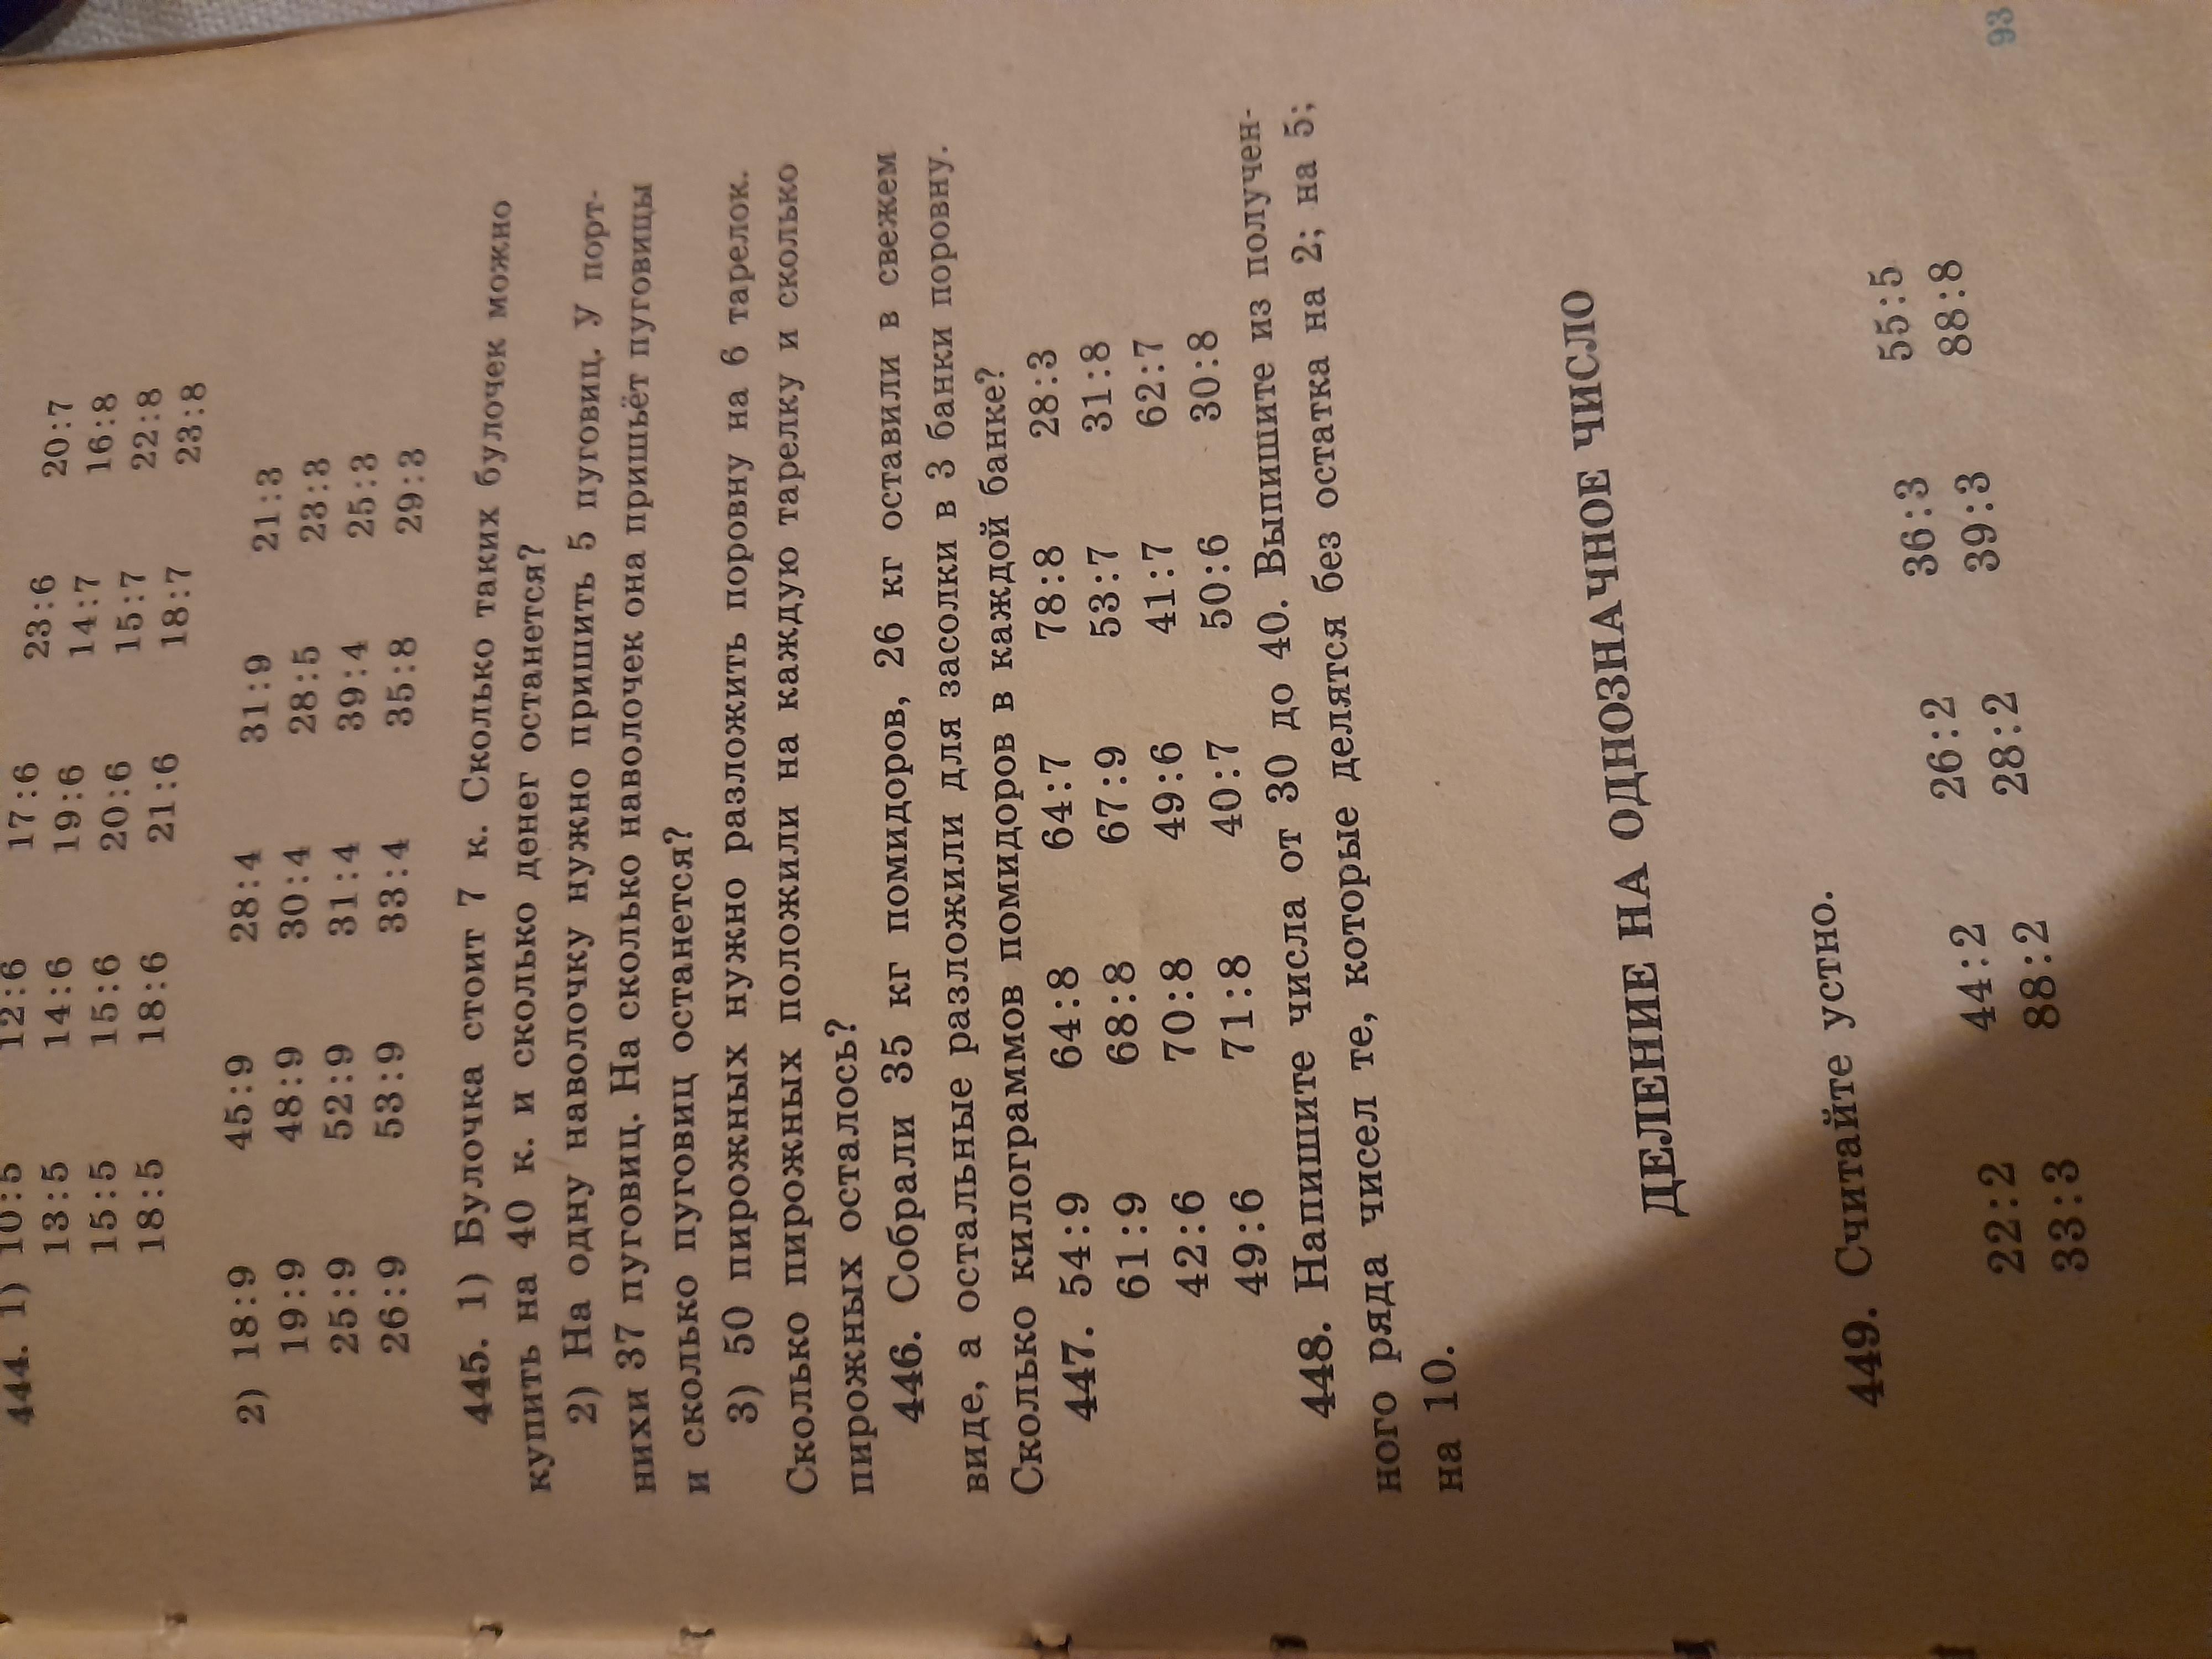 444. 1) 10:5 12:6 17:6 23:6 20:7
13:5 14:6 19:6 14:7 16:8
15:5 15:6 20:6 15:7 22:8
18:5 18:6 21:6 18:7 23:8
2) 18:9 45:9 28:4 31:9 21:3
19:9 48:9 30:4 28:5 23:3
25:9 52:9 31:4 39:4 25:3
26:9 53:9 33:4 35:8 29:3
445. 1) Булочка стоит 7 к. Сколько таких булочек можно
купить на 40 к. и сколько денег останется?
2) На одну наволочку нужно пришить 5 пуговиц. У порт-
нихи 37 пуговиц. На сколько наволочек она пришьёт пуговицы
и сколько пуговиц останется?
3) 50 пирожных нужно разложить поровну на 6 тарелок.
Сколько пирожных положили на каждую тарелку и сколько
пирожных осталось?
446. Собрали 35 кг помидоров, 26 кг оставили в свежем
виде, а остальные разложили для засолки в 3 банки поровну.
Сколько килограммов помидоров в каждой банке?
447. 54:9 64:8 64:7 78:8 28:3
61:9 68:8 67:9 53:7 31:8
42:6 70:8 49:6 41:7 62:7
49:6 71:8 40:7 50:6 30:8
448. Напишите числа от 30 до 40. Выпишите из получен-
ного ряда чисел те, которые делятся без остатка на 2; на 5;
на 10.
ДЕЛЕНИЕ НА ОДНОЗНАЧНОЕ ЧИСЛО
449. Считайте устно.
22:2 44:2 26:2 36:3 55:5
33:3 88:2 28:2 39:3 88:8
93